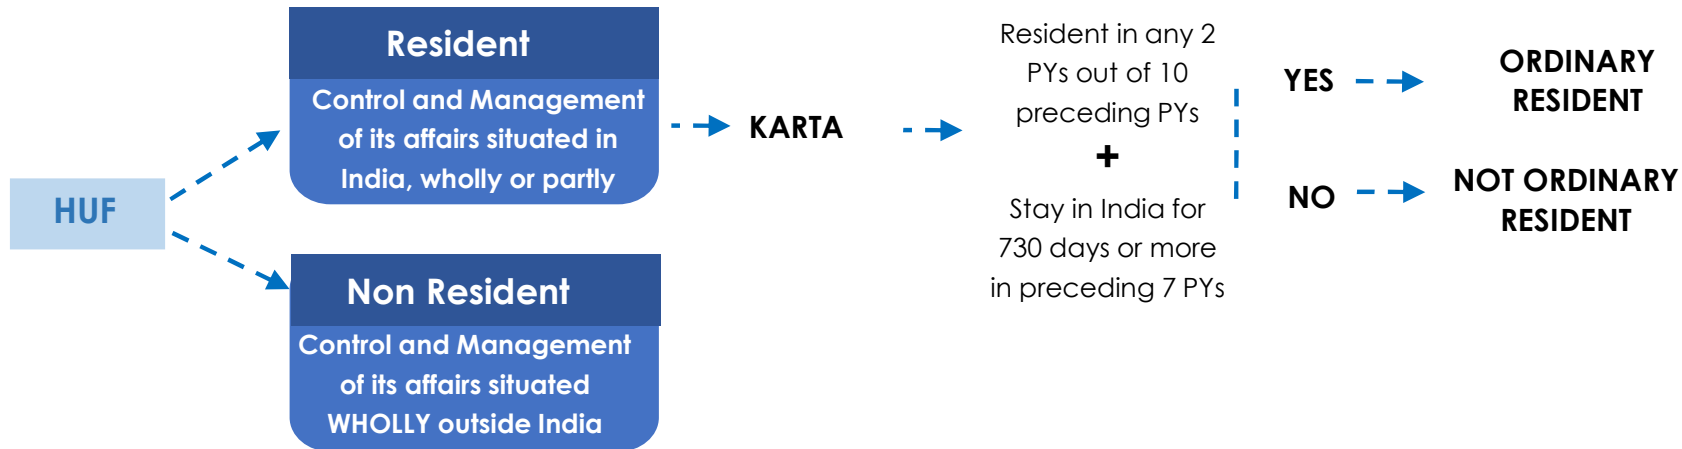 HUF
Resident
Control and Management
of its affairs situated in
India, wholly or partly
Non Resident
Control and Management
of its affairs situated
WHOLLY outside India
KARTA
Resident in any 2
PYs out of 10
preceding PYs
+
Stay in India for
730 days or more
in preceding 7 PYs
YES
ORDINARY
RESIDENT
NO
NOT ORDINARY
RESIDENT